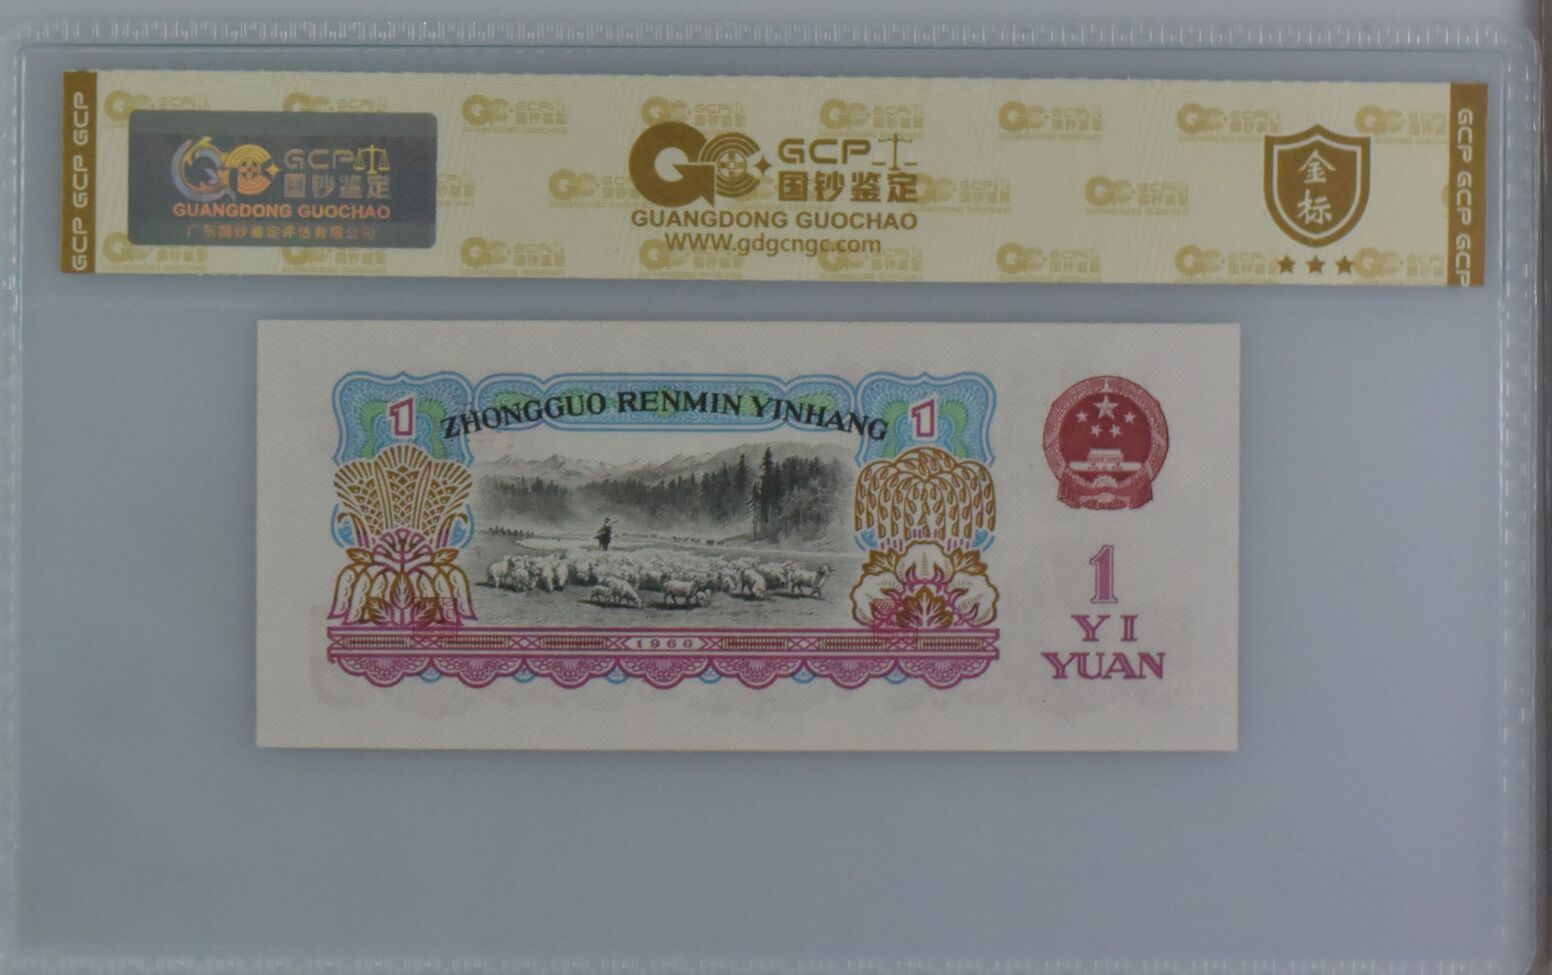 GCP GCP GCP
GCP
国钞鉴定
GUANGDONG GUOCHAO
广东国钞鉴定评估有限公司
GCP
国钞鉴定
GUANGDONG GUOCHAO
WWW.gdgcngc.com
金
标
GCP GCP GCP
1
ZHONGGUO RENMIN YINHANG
1
1960
1
YI
YUAN